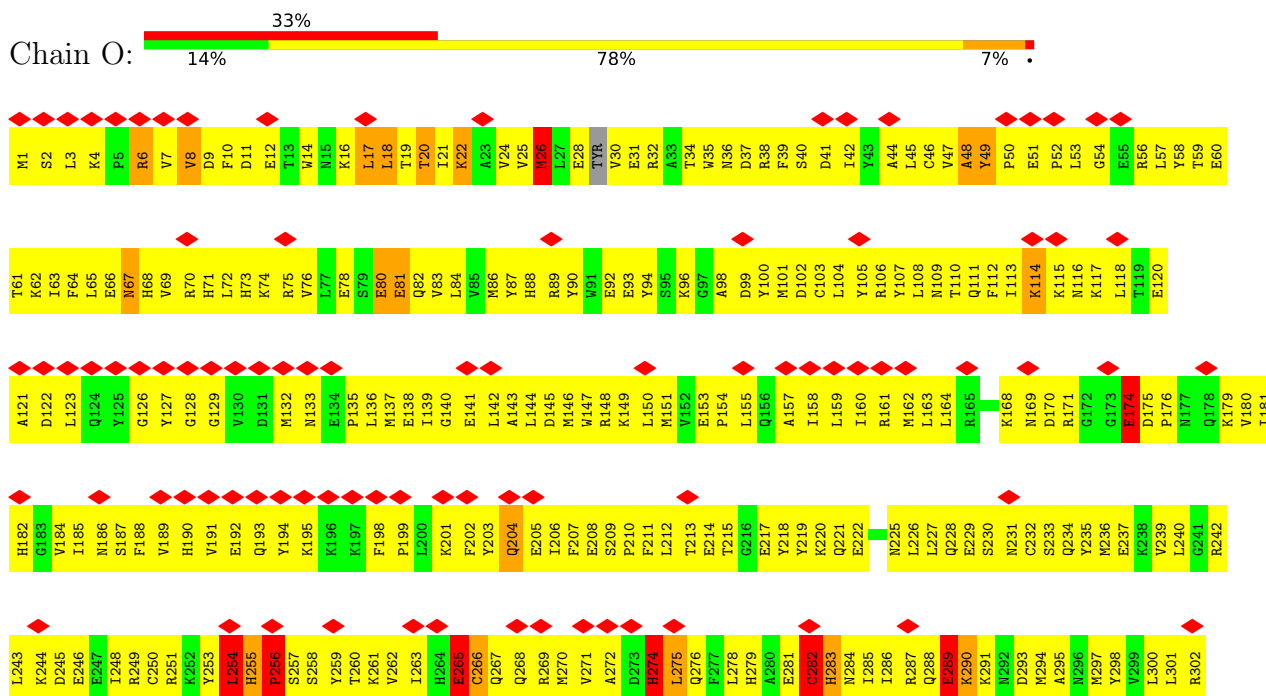 33%
Chain O:
14% 78% 7% •
M1 S2 L3 K4 P5 R6 V7 V8 D9 F10 D11 E12 T13 W14 N15 K16 L17 L18 T19 T20 I21 K22 A23 V24 V25 M26 L27 E28 TYR V30 E31 R32 A33 T34 W35 N36 D37 R38 F39 S40 D41 I42 Y43 A44 L45 C46 V47 A48 Y49 P50 E51 P52 L53 G54 E55 R56 L57 Y58 T59 E60
T61 K62 I63 F64 L65 E66 N67 H68 V69 R70 H71 L72 H73 K74 R75 V76 L77 E78 S79 E80 E81 Q82 V83 L84 V85 M86 Y87 H88 R89 Y90 W91 E92 E93 Y94 S95 K96 G97 A98 D99 Y100 M101 D102 C103 L104 Y105 R106 Y107 L108 N109 T110 Q111 F112 I113 K114 K115 N116 K117 L118 T119 E120
A121 D122 L123 Q124 Y125 G126 Y127 G128 G129 V130 D131 M132 N133 E134 P135 L136 M137 E138 I139 G140 E141 L142 A143 L144 D145 M146 W147 R148 K149 L150 M151 V152 E153 P154 L155 Q156 A157 I158 L159 I160 R161 M162 L163 L164 R165 K168 N169 D170 R171 G172 G173 E174 D175 P176 N177 Q178 K179 V180 I181
H182 G183 V184 I185 N186 S187 F188 V189 H190 V191 E192 Q193 Y194 K195 K196 K197 F198 P199 L200 K201 F202 Y203 Q204 E205 I206 F207 E208 S209 P210 F211 L212 T213 E214 T215 G216 E217 Y218 Y219 K220 Q221 E222 N225 L226 L227 Q228 E229 S230 N231 C232 S233 Q234 Y235 M236 E237 K238 V239 L240 G241 R242
L243 K244 D245 E246 E247 I248 R249 C250 R251 K252 Y253 L254 H255 P256 S257 S258 Y259 T260 K261 V262 I263 H264 E265 C266 Q267 Q268 R269 M270 V271 A272 D273 H274 L275 Q276 F277 L278 H279 A280 E281 C282 H283 N284 I285 I286 R287 Q288 E289 K290 K291 N292 D293 M294 A295 N296 M297 Y298 V299 L300 L301 R302